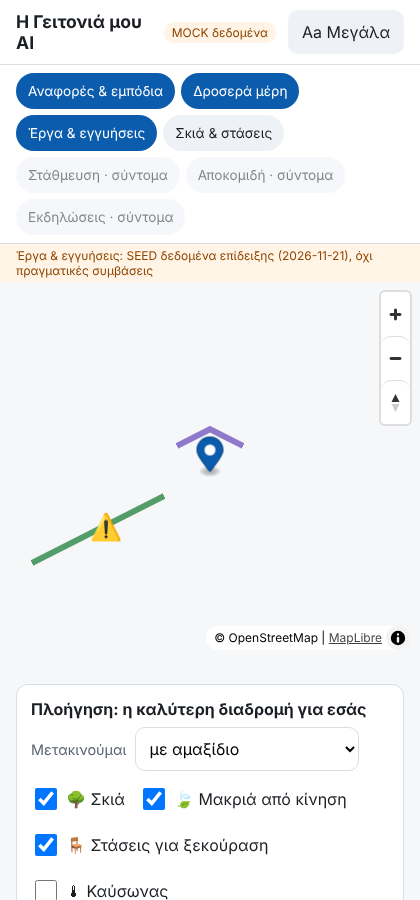 Η Γειτονιά μου AI
MOCK δεδομένα
Aa Μεγάλα
Αναφορές & εμπόδια
Δροσερά μέρη
Έργα & εγγυήσεις
Σκιά & στάσεις
Στάθμευση · σύντομα
Αποκομιδή · σύντομα
Εκδηλώσεις · σύντομα
Έργα & εγγυήσεις: SEED δεδομένα επίδειξης (2026-11-21), όχι
πραγματικές συμβάσεις
© OpenStreetMap | MapLibre
Πλοήγηση: η καλύτερη διαδρομή για εσάς
Μετακινούμαι
με αμαξίδιο
Σκιά
Μακριά από κίνηση
Στάσεις για ξεκούραση
Καύσωνας